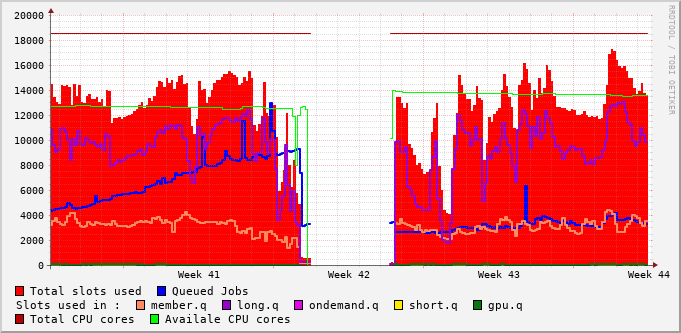 20000
18000
16000
14000
12000
10000
8000
6000
4000
2000
0
Week 41 Week 42 Week 43 Week 44
RRDTOOL / TOBI OETIKER
Total slots used Queued Jobs
Slots used in : member.q long.q ondemand.q short.q gpu.q
Total CPU cores Availale CPU cores